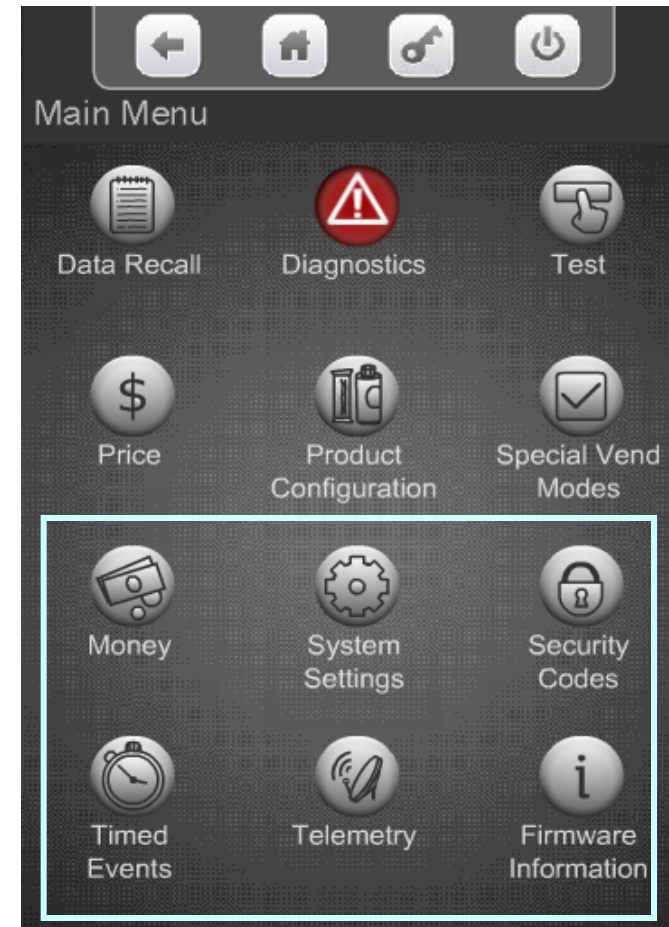 Main Menu
Data Recall
Diagnostics
Test
Price
Product
Configuration
Special Vend
Modes
Money
System
Settings
Security
Codes
Timed
Events
Telemetry
Firmware
Information